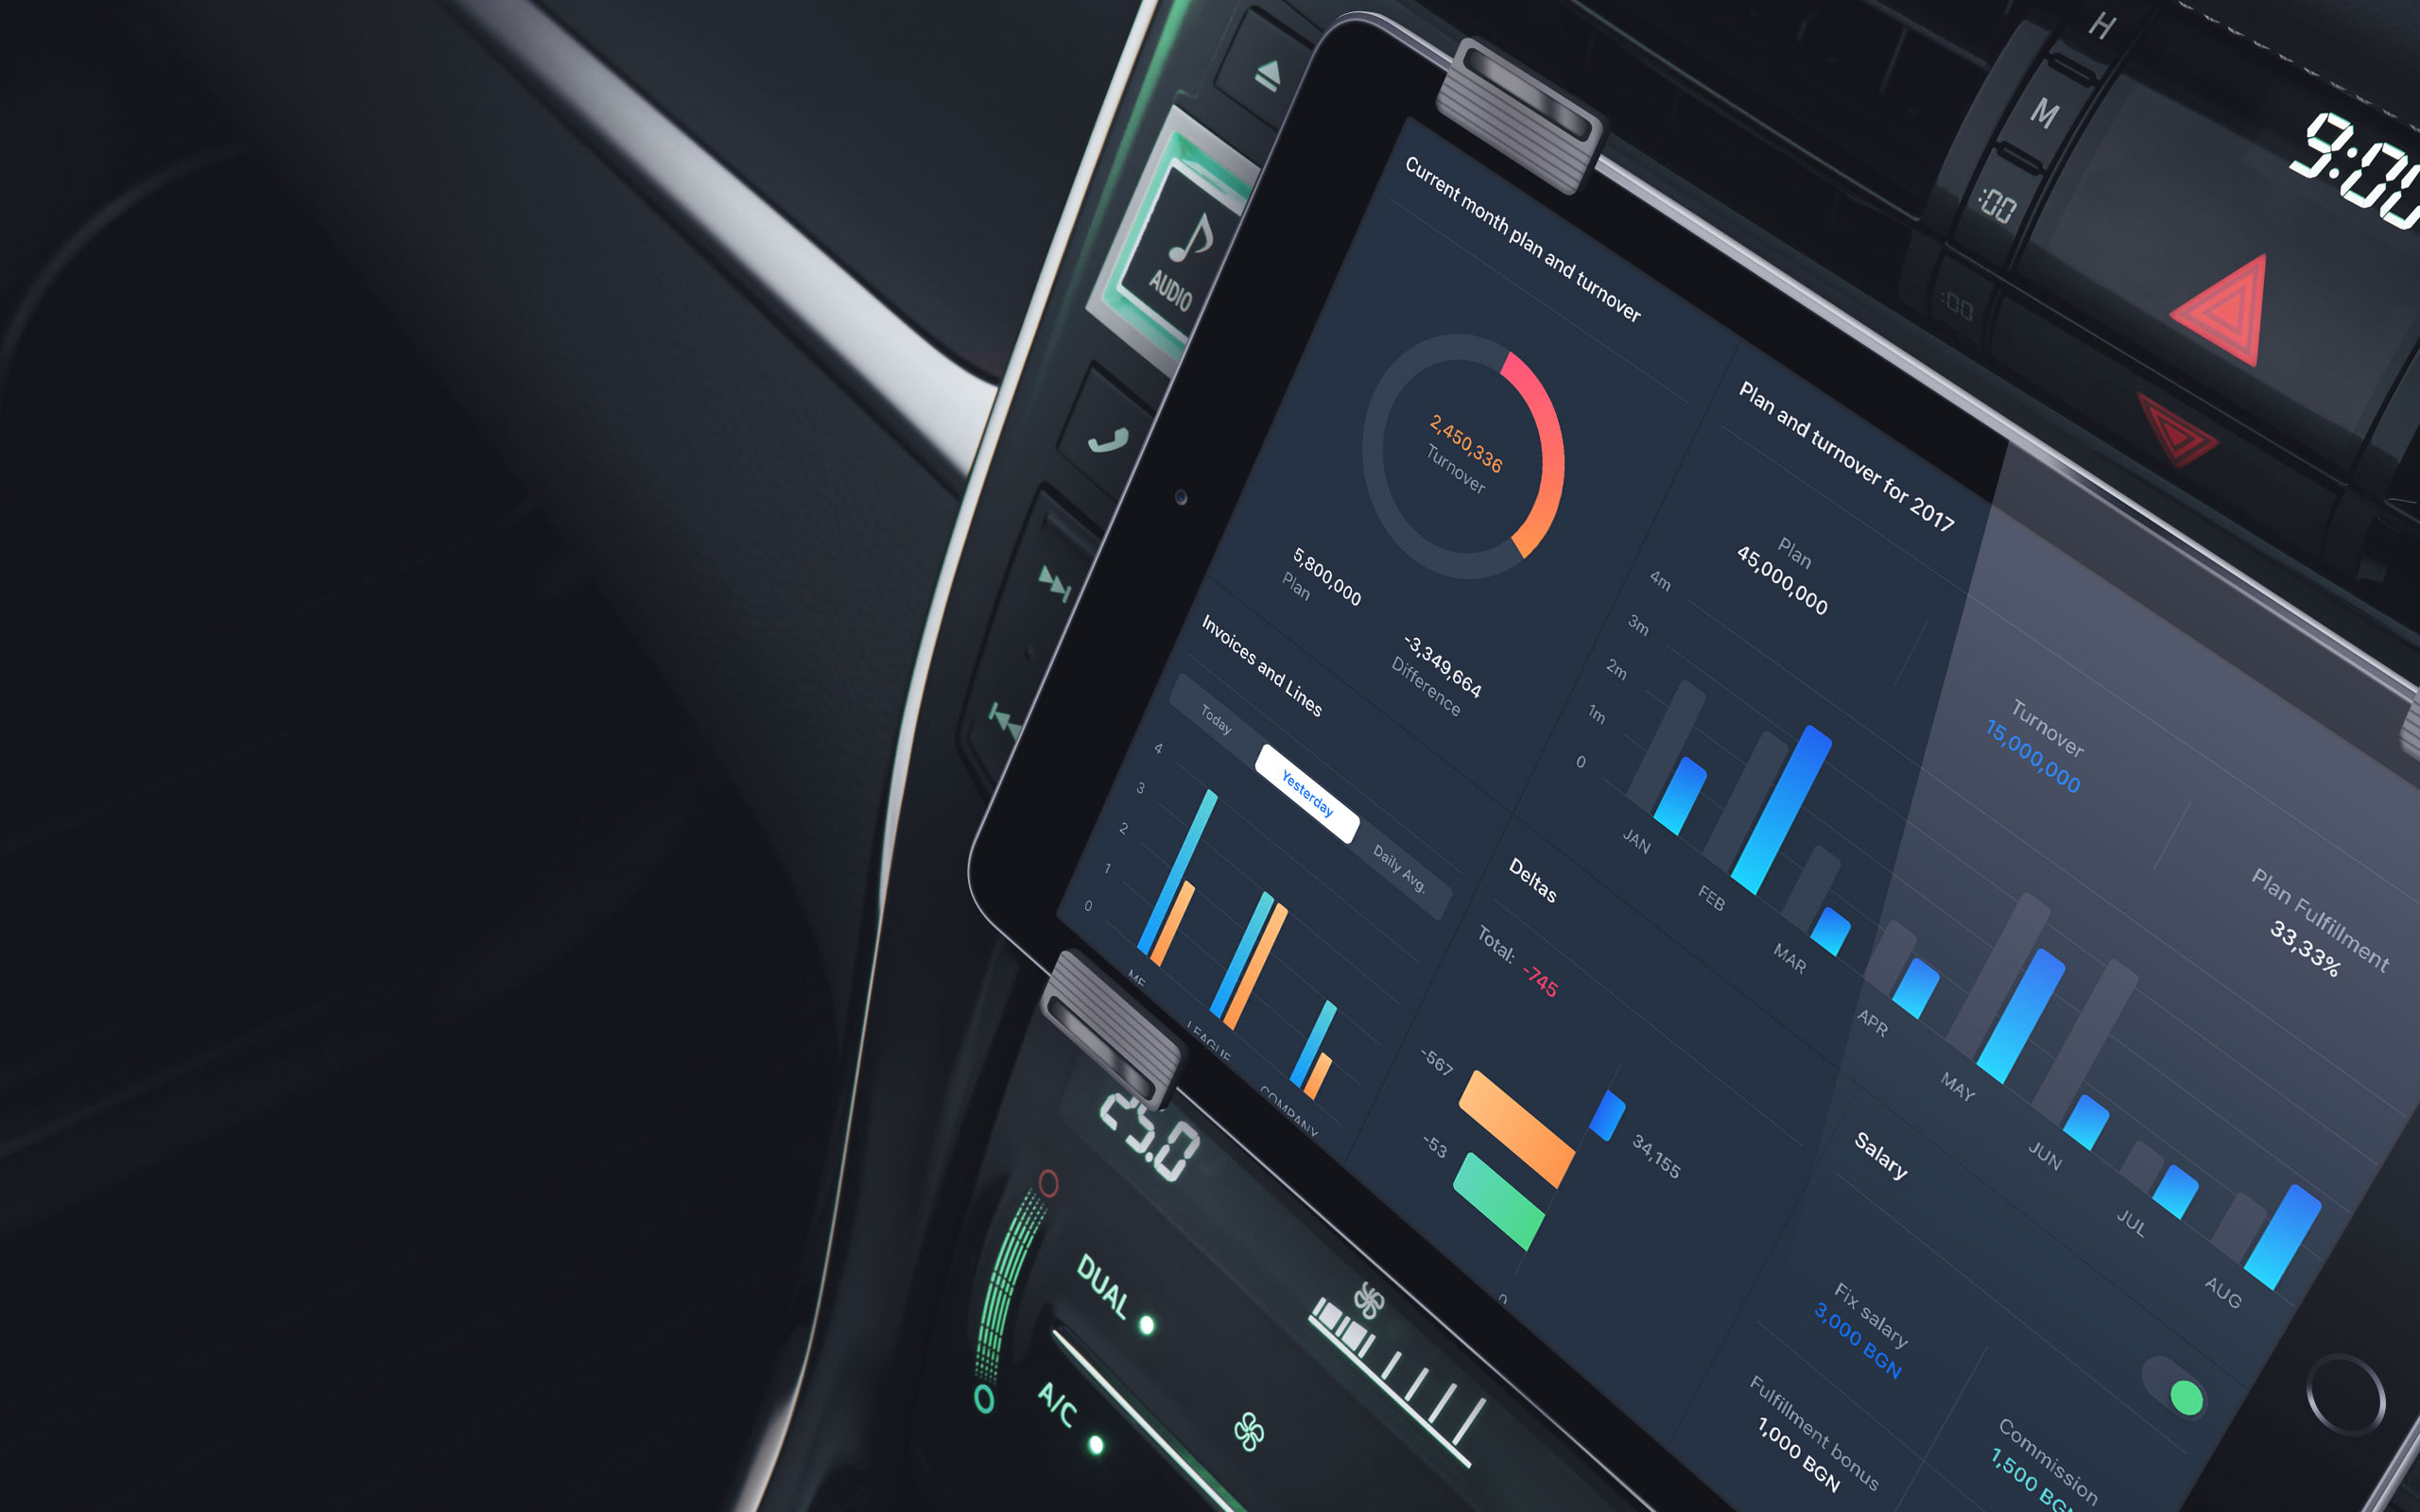 H
M
:00
:00
AUDIO
Current month plan and turnover
2,450,336
Turnover
5,800,000
Plan
-3,349,664
Difference
Plan and turnover for 2017
Plan
45,000,000
Turnover
15,000,000
Plan Fulfillment
33,33%
4m
3m
2m
1m
0
JAN
FEB
MAR
APR
MAY
JUN
JUL
AUG
Invoices and Lines
Today
Yesterday
Daily Avg.
4
3
2
1
0
LEAGUE
COMPANY
Deltas
Total: -745
-567
-53
34,155
0
Salary
Fix salary
3,000 BGN
Fulfillment bonus
1,000 BGN
Commission
1,500 BGN
25.0
DUAL
A/C